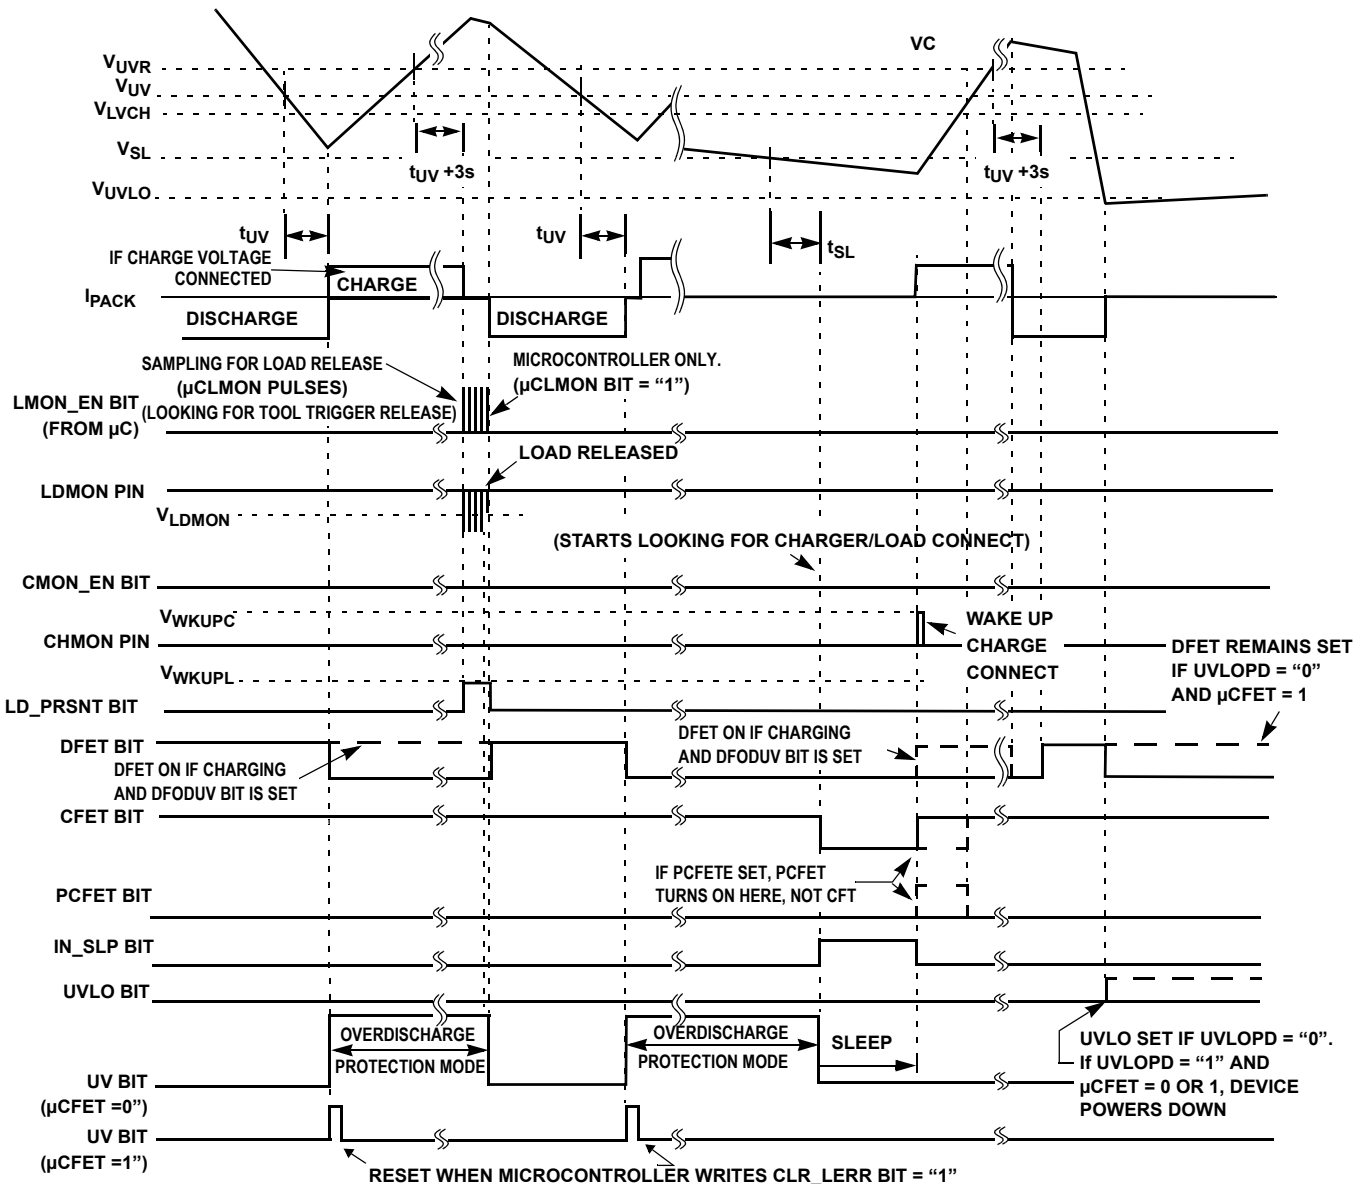 VC
VUVR
VUV
VLVCH
VSL
VUVLO
tUV +3s
tUV +3s
tUV
tUV
tSL
IF CHARGE VOLTAGE
CONNECTED
CHARGE
IPACK
DISCHARGE
DISCHARGE
SAMPLING FOR LOAD RELEASE
(µCLMON PULSES)
(LOOKING FOR TOOL TRIGGER RELEASE)
MICROCONTROLLER ONLY.
(µCLMON BIT = “1”)
LMON_EN BIT
(FROM µC)
LOAD RELEASED
LDMON PIN
VLDMON
(STARTS LOOKING FOR CHARGER/LOAD CONNECT)
CMON_EN BIT
VWKUPC
CHMON PIN
WAKE UP
CHARGE
CONNECT
VWKUPL
LD_PRSNT BIT
DFET REMAINS SET
IF UVLOPD = “0”
AND µCFET = 1
DFET BIT
DFET ON IF CHARGING
AND DFODUV BIT IS SET
DFET ON IF CHARGING
AND DFODUV BIT IS SET
CFET BIT
IF PCFETE SET, PCFET
TURNS ON HERE, NOT CFT
PCFET BIT
IN_SLP BIT
UVLO BIT
OVERDISCHARGE
PROTECTION MODE
OVERDISCHARGE
PROTECTION MODE
SLEEP
UVLO SET IF UVLOPD = “0”.
If UVLOPD = “1” AND
µCFET = 0 OR 1, DEVICE
POWERS DOWN
UV BIT
(µCFET =0”)
UV BIT
(µCFET =1”)
RESET WHEN MICROCONTROLLER WRITES CLR_LERR BIT = “1”